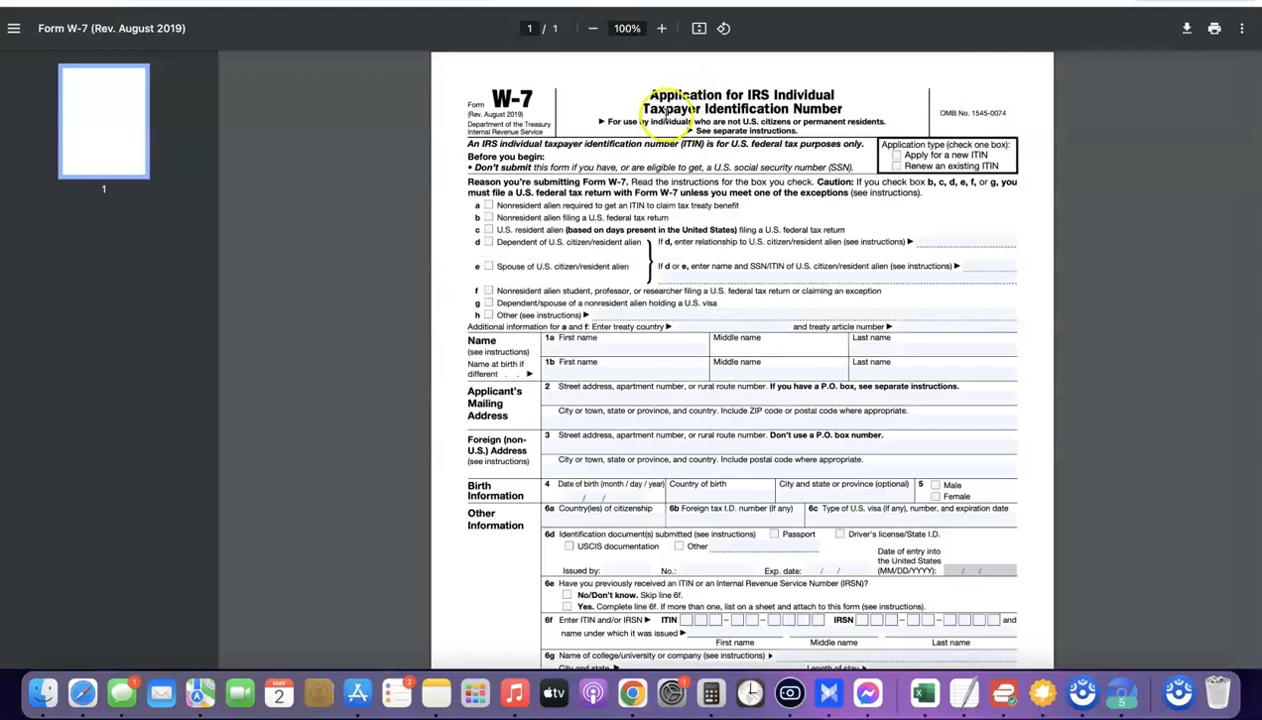 Form W-7 (Rev. August 2019)
1 / 1
100%
1
Form W-7
(Rev. August 2019)
Department of the Treasury
Internal Revenue Service
Application for IRS Individual
Taxpayer Identification Number
► For use by individuals who are not U.S. citizens or permanent residents.
► See separate instructions.
OMB No. 1545-0074
An IRS individual taxpayer identification number (ITIN) is for U.S. federal tax purposes only.
Before you begin:
• Don't submit this form if you have, or are eligible to get, a U.S. social security number (SSN).
Application type (check one box):
Apply for a new ITIN
Renew an existing ITIN
Reason you're submitting Form W-7. Read the instructions for the box you check. Caution: If you check box b, c, d, e, f, or g, you
must file a U.S. federal tax return with Form W-7 unless you meet one of the exceptions (see instructions).
a Nonresident alien required to get an ITIN to claim tax treaty benefit
b Nonresident alien filing a U.S. federal tax return
c U.S. resident alien (based on days present in the United States) filing a U.S. federal tax return
d Dependent of U.S. citizen/resident alien If d, enter relationship to U.S. citizen/resident alien (see instructions) ►
e Spouse of U.S. citizen/resident alien If d or e, enter name and SSN/ITIN of U.S. citizen/resident alien (see instructions) ►
f Nonresident alien student, professor, or researcher filing a U.S. federal tax return or claiming an exception
g Dependent/spouse of a nonresident alien holding a U.S. visa
h Other (see instructions) ►
Additional information for a and f: Enter treaty country ► and treaty article number ►
Name
(see instructions)
1a First name Middle name Last name
Name at birth if
different . . ►
1b First name Middle name Last name
Applicant's
Mailing
Address
2 Street address, apartment number, or rural route number. If you have a P.O. box, see separate instructions.
City or town, state or province, and country. Include ZIP code or postal code where appropriate.
Foreign (non-
U.S.) Address
(see instructions)
3 Street address, apartment number, or rural route number. Don't use a P.O. box number.
City or town, state or province, and country. Include postal code where appropriate.
Birth
Information
4 Date of birth (month / day / year) Country of birth City and state or province (optional) 5 Male
/ / Female
Other
Information
6a Country(ies) of citizenship 6b Foreign tax I.D. number (if any) 6c Type of U.S. visa (if any), number, and expiration date
6d Identification document(s) submitted (see instructions) Passport Driver's license/State I.D.
USCIS documentation Other
Date of entry into
the United States
(MM/DD/YYYY): / /
Issued by: No.: Exp. date: / /
6e Have you previously received an ITIN or an Internal Revenue Service Number (IRSN)?
No/Don't know. Skip line 6f.
Yes. Complete line 6f. If more than one, list on a sheet and attach to this form (see instructions).
6f Enter ITIN and/or IRSN ► ITIN – – IRSN – – and
name under which it was issued ►
First name Middle name Last name
6g Name of college/university or company (see instructions) ►
City and state ► Length of stay ►
MAY
2
1
2
tv
1
5